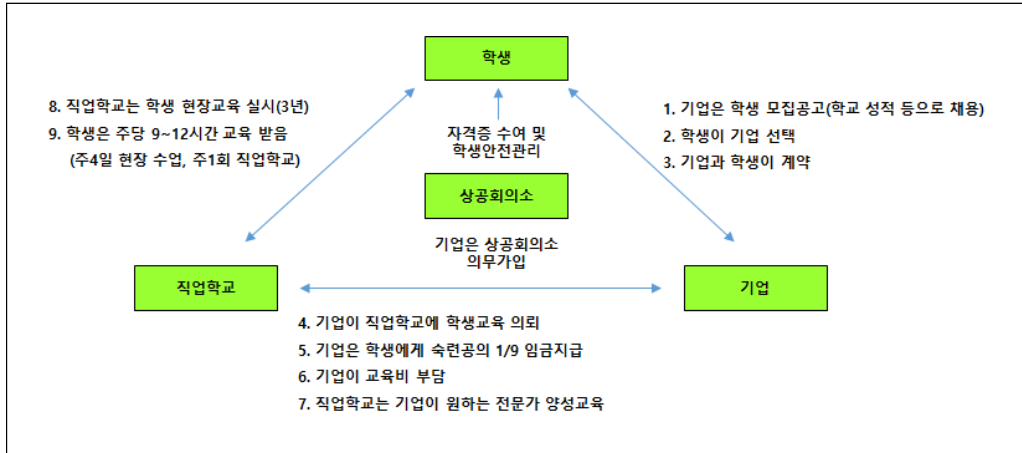 학생
8. 직업학교는 학생 현장교육 실시(3년)
9. 학생은 주당 9~12시간 교육 받음
(주4일 현장 수업, 주1회 직업학교)
자격증 수여 및
학생안전관리
1. 기업은 학생 모집공고(학교 성적 등으로 채용)
2. 학생이 기업 선택
3. 기업과 학생이 계약
상공회의소
기업은 상공회의소
의무가입
직업학교
기업
4. 기업이 직업학교에 학생교육 의뢰
5. 기업은 학생에게 숙련공의 1/9 임금지급
6. 기업이 교육비 부담
7. 직업학교는 기업이 원하는 전문가 양성교육